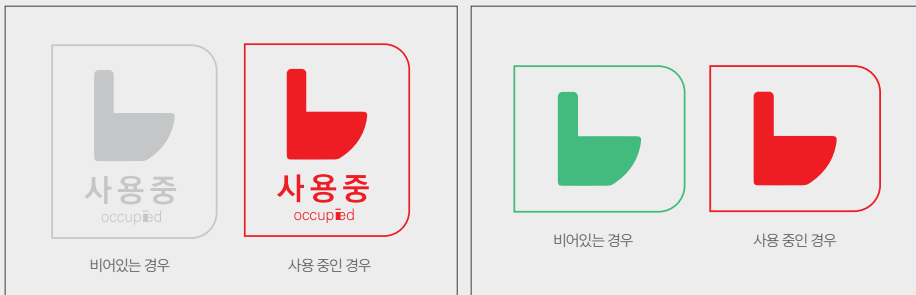 사용중
occupied
비어있는 경우
사용중
occupied
사용 중인 경우
비어있는 경우
사용 중인 경우